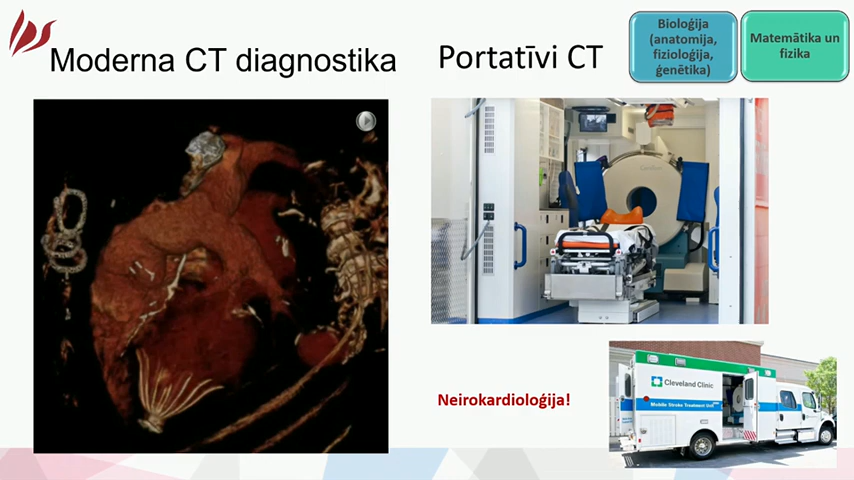 Moderna CT diagnostika
Portatīvi CT
Bioloģija
(anatomija,
fizioloģija,
ģenētika)
Matemātika un
fizika
Neirokardioloģija!
Cleveland Clinic
Mobile Stroke Treatment Unit